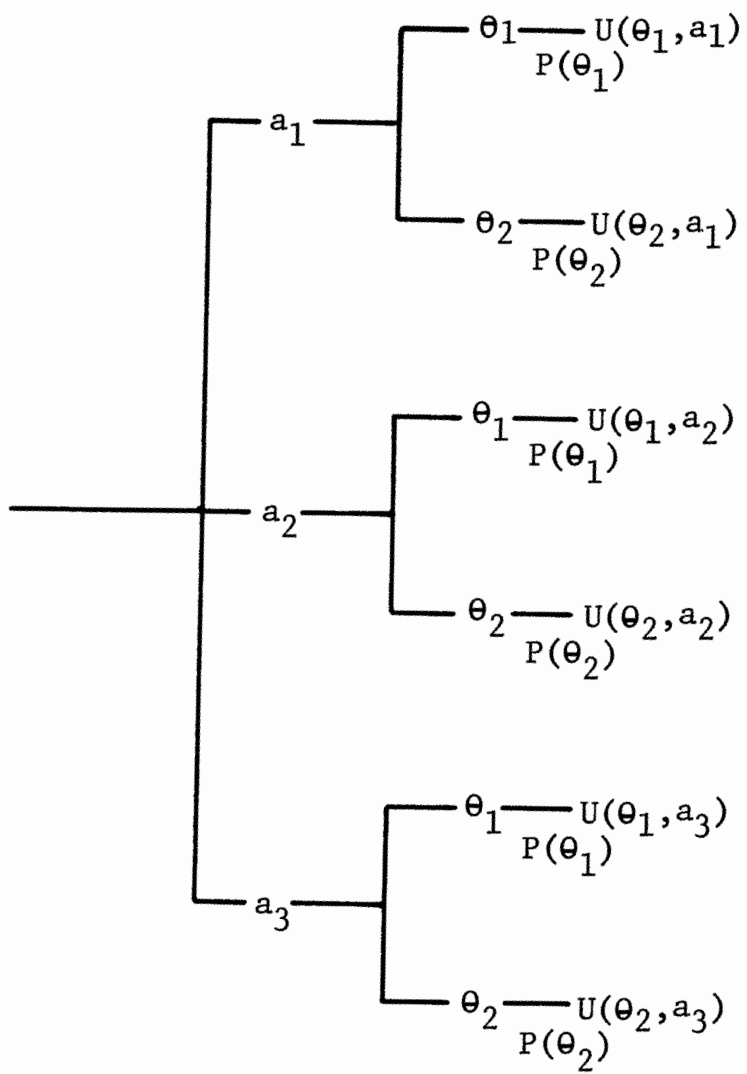 θ1 U(θ1,a1)
P(θ1)
a1
θ2 U(θ2,a1)
P(θ2)
θ1 U(θ1,a2)
P(θ1)
a2
θ2 U(θ2,a2)
P(θ2)
θ1 U(θ1,a3)
P(θ1)
a3
θ2 U(θ2,a3)
P(θ2)